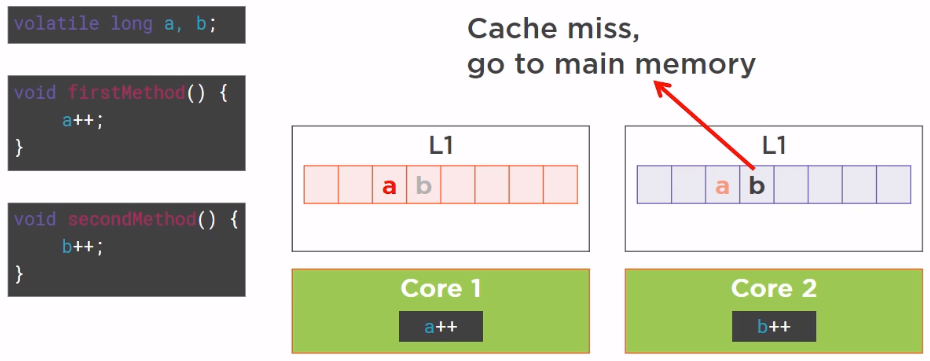 volatile long a, b;
void firstMethod() {
a++;
}
void secondMethod() {
b++;
}
Cache miss,
go to main memory
L1
a b
Core 1
a++
L1
a b
Core 2
b++